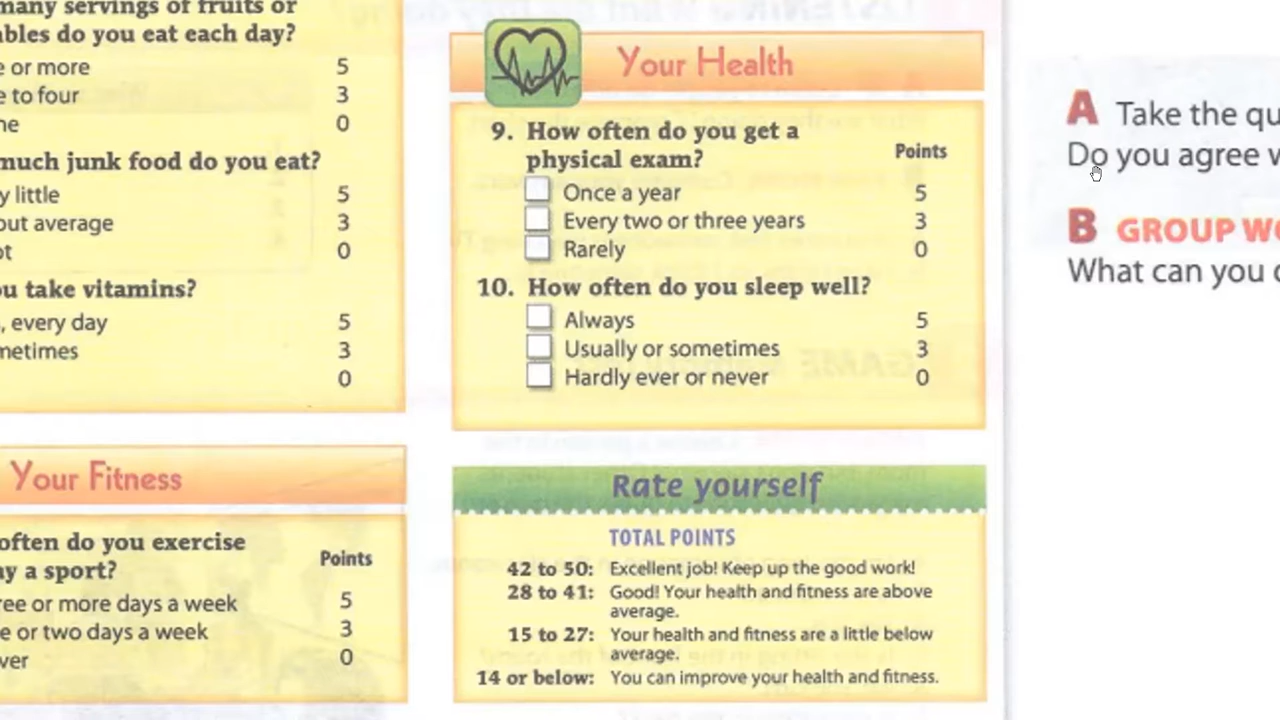 many servings of fruits or
ables do you eat each day?
e or more 5
e to four 3
ne 0
much junk food do you eat?
y little 5
out average 3
ot 0
ou take vitamins?
, every day 5
metimes 3
0
Your Fitness
often do you exercise
ay a sport?
Points
ree or more days a week 5
e or two days a week 3
ver 0
Your Health
9. How often do you get a
physical exam?
Points
Once a year 5
Every two or three years 3
Rarely 0
10. How often do you sleep well?
Always 5
Usually or sometimes 3
Hardly ever or never 0
Rate yourself
TOTAL POINTS
42 to 50: Excellent job! Keep up the good work!
28 to 41: Good! Your health and fitness are above
average.
15 to 27: Your health and fitness are a little below
average.
14 or below: You can improve your health and fitness.
A Take the qu
Do you agree w
B GROUP WO
What can you